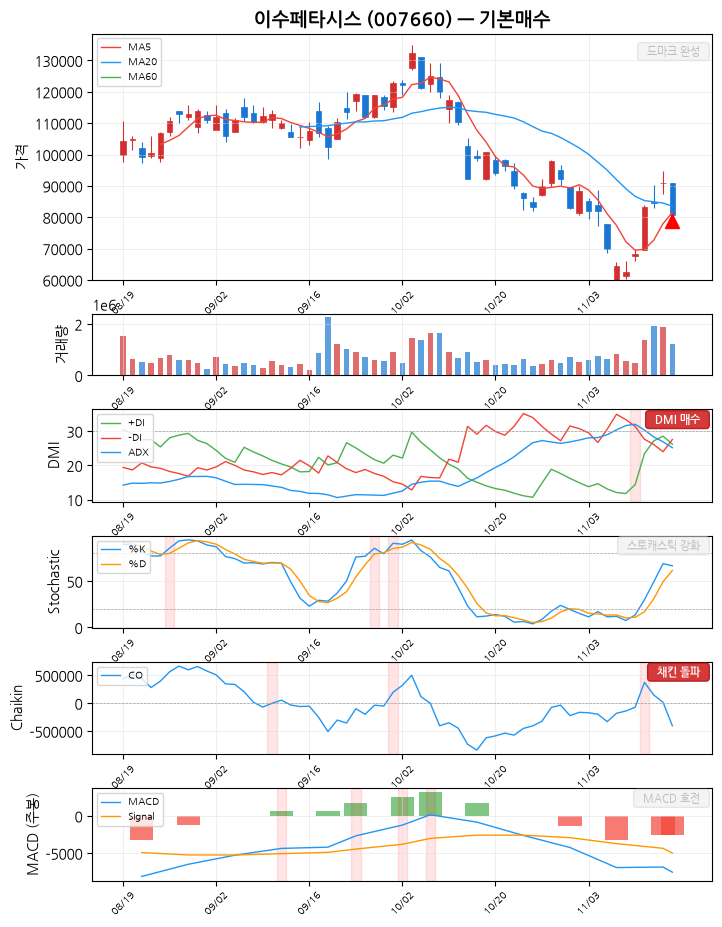 이수페타시스 (007660) — 기본매수
MA5
MA20
MA60
드마크 완성
가격
130000
120000
110000
100000
90000
80000
70000
60000
08/19
09/02
09/16
10/02
10/20
11/03
1e6
거래량
2
0
08/19
09/02
09/16
10/02
10/20
11/03
+DI
-DI
ADX
DMI 매수
DMI
30
20
10
08/19
09/02
09/16
10/02
10/20
11/03
%K
%D
스토캐스틱 강화
Stochastic
50
0
08/19
09/02
09/16
10/02
10/20
11/03
CO
채킨 돌파
Chaikin
500000
0
-500000
08/19
09/02
09/16
10/02
10/20
11/03
MACD
Signal
MACD 호전
MACD (주봉)
0
-5000
08/19
09/02
09/16
10/02
10/20
11/03